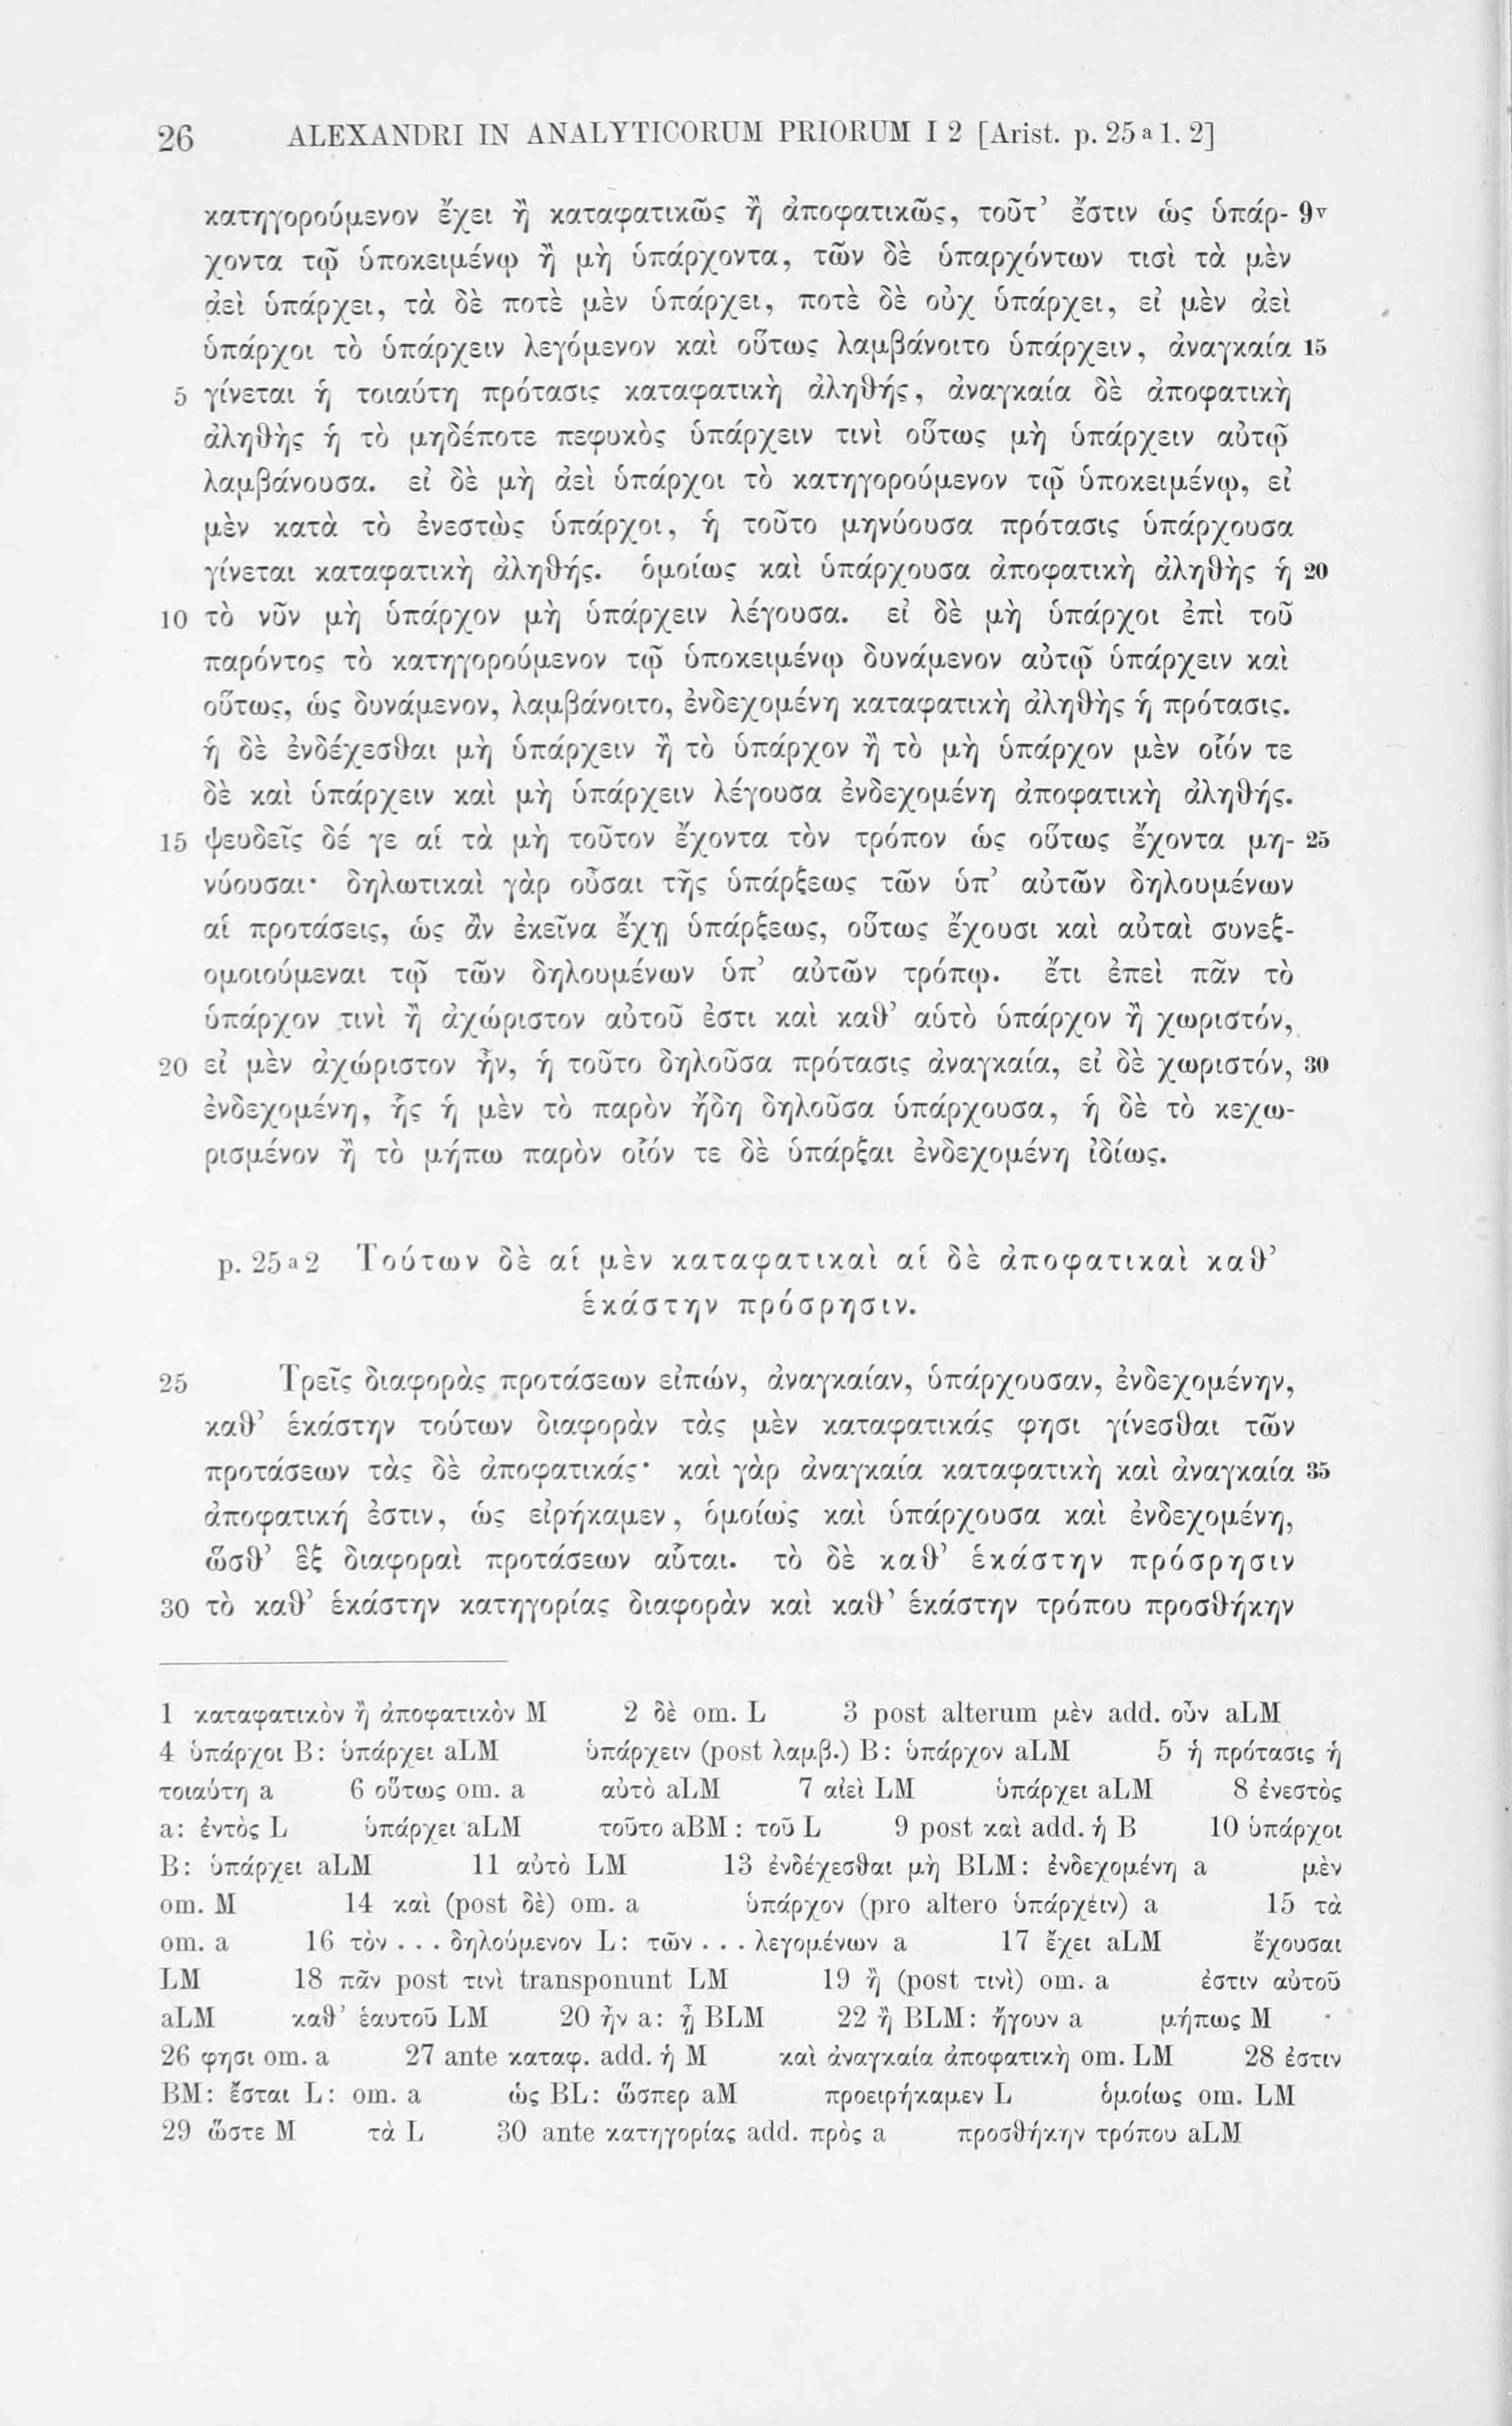 26 ALEXANDRI IN ANALYTICORUM PRIORUM I 2 [Arist. p. 25 a 1. 2]
κατηγορούμενον ἔχει ἢ καταφατικῶς ἢ ἀποφατικῶς, τοῦτ’ ἔστιν ὡς ὑπάρ- 9v
χοντα τῷ ὑποκειμένῳ ἢ μὴ ὑπάρχοντα, τῶν δὲ ὑπαρχόντων τισὶ τὰ μὲν
ἀεὶ ὑπάρχει, τὰ δὲ ποτὲ μὲν ὑπάρχει, ποτὲ δὲ οὐχ ὑπάρχει, εἰ μὲν ἀεὶ
ὑπάρχοι τὸ ὑπάρχειν λεγόμενον καὶ οὕτως λαμβάνοιτο ὑπάρχειν, ἀναγκαία 15
5 γίνεται ἡ τοιαύτη πρότασις καταφατικὴ ἀληθής, ἀναγκαία δὲ ἀποφατικὴ
ἀληθὴς ἡ τὸ μηδέποτε πεφυκὸς ὑπάρχειν τινὶ οὕτως μὴ ὑπάρχειν αὐτῷ
λαμβάνουσα. εἰ δὲ μὴ ἀεὶ ὑπάρχοι τὸ κατηγορούμενον τῷ ὑποκειμένῳ, εἰ
μὲν κατὰ τὸ ἐνεστὼς ὑπάρχοι, ἡ τοῦτο μηνύουσα πρότασις ὑπάρχουσα
γίνεται καταφατικὴ ἀληθής. ὁμοίως καὶ ὑπάρχουσα ἀποφατικὴ ἀληθὴς ἡ 20
10 τὸ νῦν μὴ ὑπάρχον μὴ ὑπάρχειν λέγουσα. εἰ δὲ μὴ ὑπάρχοι ἐπὶ τοῦ
παρόντος τὸ κατηγορούμενον τῷ ὑποκειμένῳ δυνάμενον αὐτῷ ὑπάρχειν καὶ
οὕτως, ὡς δυνάμενον, λαμβάνοιτο, ἐνδεχομένη καταφατικὴ ἀληθὴς ἡ πρότασις.
ἡ δὲ ἐνδέχεσθαι μὴ ὑπάρχειν ἢ τὸ ὑπάρχον ἢ τὸ μὴ ὑπάρχον μὲν οἷόν τε
δὲ καὶ ὑπάρχειν καὶ μὴ ὑπάρχειν λέγουσα ἐνδεχομένη ἀποφατικὴ ἀληθής.
15 ψευδεῖς δέ γε αἱ τὰ μὴ τοῦτον ἔχοντα τὸν τρόπον ὡς οὕτως ἔχοντα μη- 25
νύουσαι· δηλωτικαὶ γὰρ οὖσαι τῆς ὑπάρξεως τῶν ὑπ’ αὐτῶν δηλουμένων
αἱ προτάσεις, ὡς ἂν ἐκεῖνα ἔχῃ ὑπάρξεως, οὕτως ἔχουσι καὶ αὐταὶ συνεξ-
ομοιούμεναι τῷ τῶν δηλουμένων ὑπ’ αὐτῶν τρόπῳ. ἔτι ἐπεὶ πᾶν τὸ
ὑπάρχον τινὶ ἢ ἀχώριστον αὐτοῦ ἐστι καὶ καθ’ αὑτὸ ὑπάρχον ἢ χωριστόν,
20 εἰ μὲν ἀχώριστον ἦν, ἡ τοῦτο δηλοῦσα πρότασις ἀναγκαία, εἰ δὲ χωριστόν, 30
ἐνδεχομένη, ἧς ἡ μὲν τὸ παρὸν ἤδη δηλοῦσα ὑπάρχουσα, ἡ δὲ τὸ κεχω-
ρισμένον ἢ τὸ μήπω παρὸν οἷόν τε δὲ ὑπάρξαι ἐνδεχομένη ἰδίως.
p. 25 a 2 Τούτων δὲ αἱ μὲν καταφατικαὶ αἱ δὲ ἀποφατικαὶ καθ’
ἑκάστην πρόσρησιν.
25 Τρεῖς διαφορὰς προτάσεων εἰπών, ἀναγκαίαν, ὑπάρχουσαν, ἐνδεχομένην,
καθ’ ἑκάστην τούτων διαφορὰν τὰς μὲν καταφατικάς φησι γίνεσθαι τῶν
προτάσεων τὰς δὲ ἀποφατικάς· καὶ γὰρ ἀναγκαία καταφατικὴ καὶ ἀναγκαία 35
ἀποφατική ἐστιν, ὡς εἰρήκαμεν, ὁμοίως καὶ ὑπάρχουσα καὶ ἐνδεχομένη,
ὥσθ’ ἓξ διαφοραὶ προτάσεων αὗται. τὸ δὲ καθ’ ἑκάστην πρόσρησιν
30 τὸ καθ’ ἑκάστην κατηγορίας διαφορὰν καὶ καθ’ ἑκάστην τρόπου προσθήκην
1 καταφατικὸν ἢ ἀποφατικὸν M 2 δὲ om. L 3 post alterum μὲν add. οὖν aLM
4 ὑπάρχοι B: ὑπάρχει aLM ὑπάρχειν (post λαμβ.) B: ὑπάρχον aLM 5 ἡ πρότασις ἡ
τοιαύτη a 6 οὕτως om. a αὐτὸ aLM 7 αἰεὶ LM ὑπάρχει aLM 8 ἐνεστὸς
a: ἐντὸς L ὑπάρχει aLM τοῦτο aBM: τοῦ L 9 post καὶ add. ἡ B 10 ὑπάρχοι
B: ὑπάρχει aLM 11 αὐτὸ LM 13 ἐνδέχεσθαι μὴ BLM: ἐνδεχομένη a μὲν
om. M 14 καὶ (post δὲ) om. a ὑπάρχον (pro altero ὑπάρχειν) a 15 τὰ
om. a 16 τὸν . . . δηλούμενον L: τῶν . . . λεγομένων a 17 ἔχει aLM ἔχουσαι
LM 18 πᾶν post τινὶ transponunt LM 19 ἢ (post τινὶ) om. a ἐστιν αὐτοῦ
aLM καθ’ ἑαυτοῦ LM 20 ἦν a: ᾖ BLM 22 ἢ BLM: ἤγουν a μήπως M
26 φησι om. a 27 ante καταφ. add. ἡ M καὶ ἀναγκαία ἀποφατικὴ om. LM 28 ἐστιν
BM: ἔσται L: om. a ὡς BL: ὥσπερ aM προειρήκαμεν L ὁμοίως om. LM
29 ὥστε M τὰ L 30 ante κατηγορίας add. πρὸς a προσθήκην τρόπου aLM